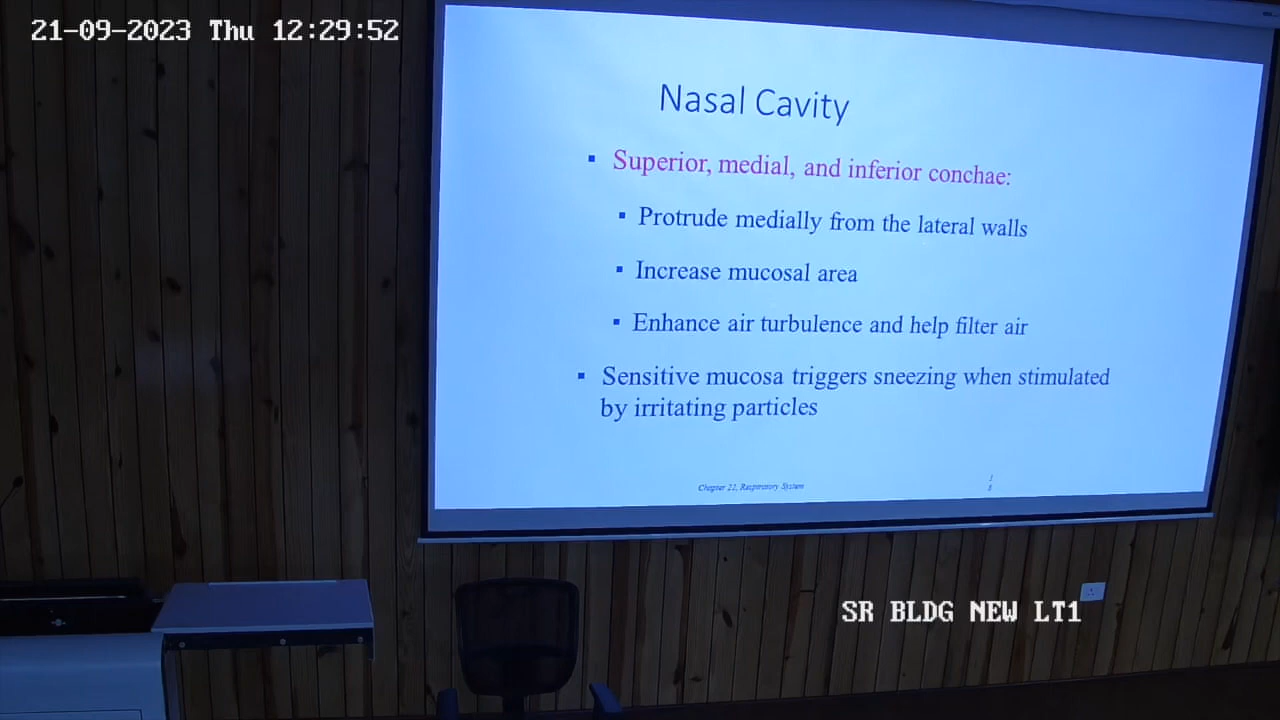 21-09-2023 Thu 12:29:52
Nasal Cavity
▪ Superior, medial, and inferior conchae:
▪ Protrude medially from the lateral walls
▪ Increase mucosal area
▪ Enhance air turbulence and help filter air
▪ Sensitive mucosa triggers sneezing when stimulated
by irritating particles
Chapter 22, Respiratory System
SR BLDG NEW LT1